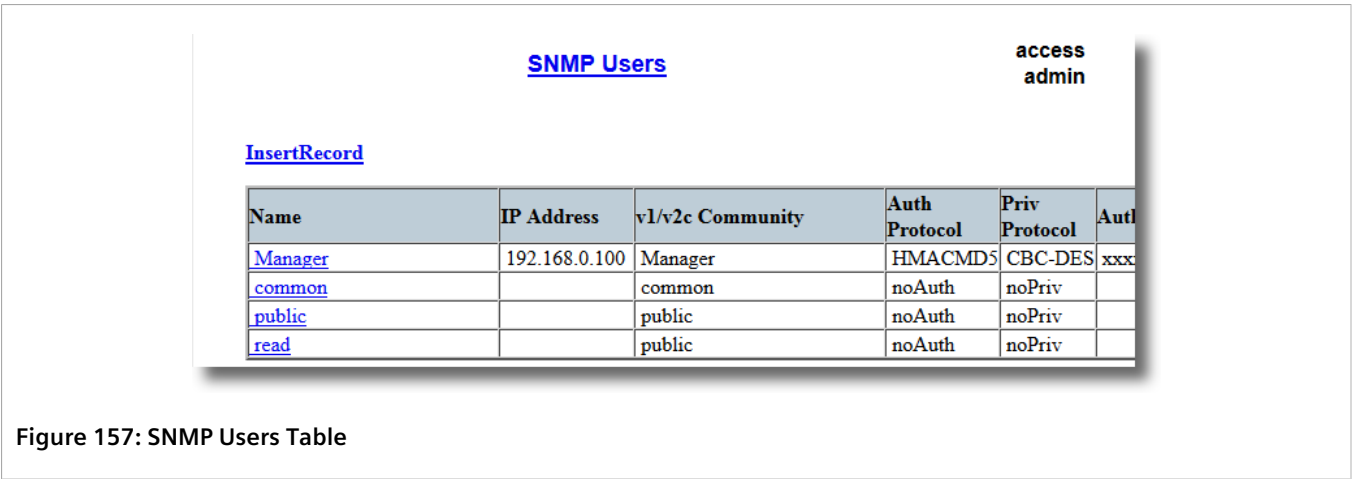 SNMP Users
access
admin
InsertRecord
Name IP Address v1/v2c Community Auth Protocol Priv Protocol
Manager 192.168.0.100 Manager HMACMD5 CBC-DES
common common noAuth noPriv
public public noAuth noPriv
read public noAuth noPriv
Figure 157: SNMP Users Table